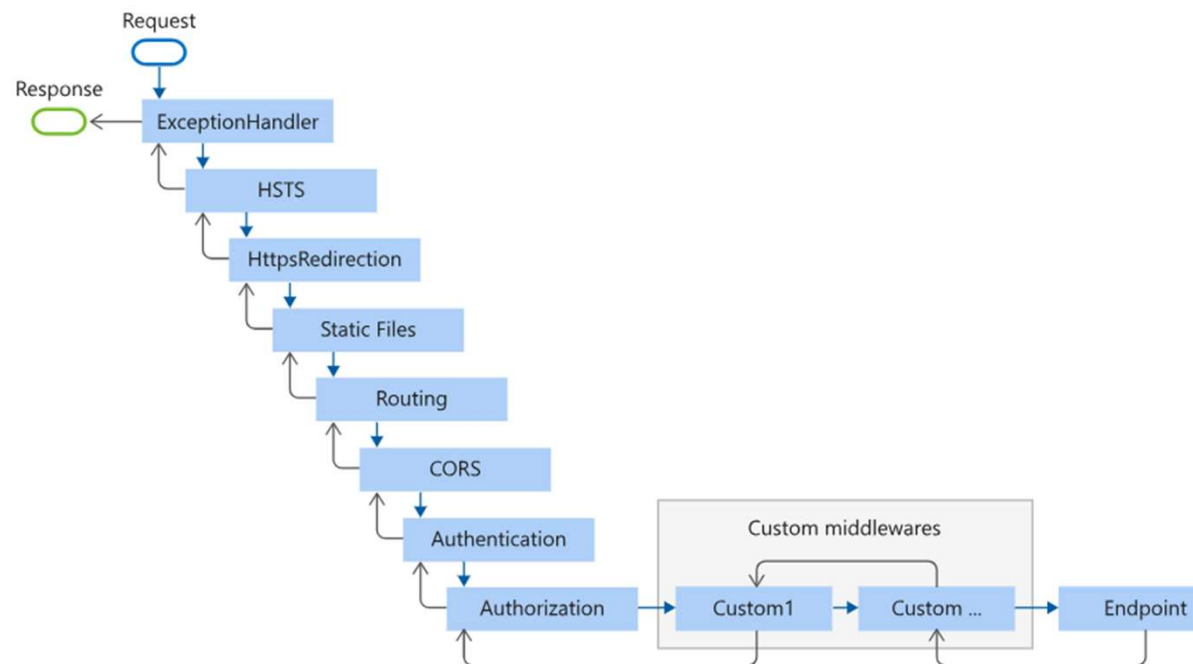 Request
Response
ExceptionHandler
HSTS
HttpsRedirection
Static Files
Routing
CORS
Authentication
Custom middlewares
Authorization
Custom1
Custom ...
Endpoint